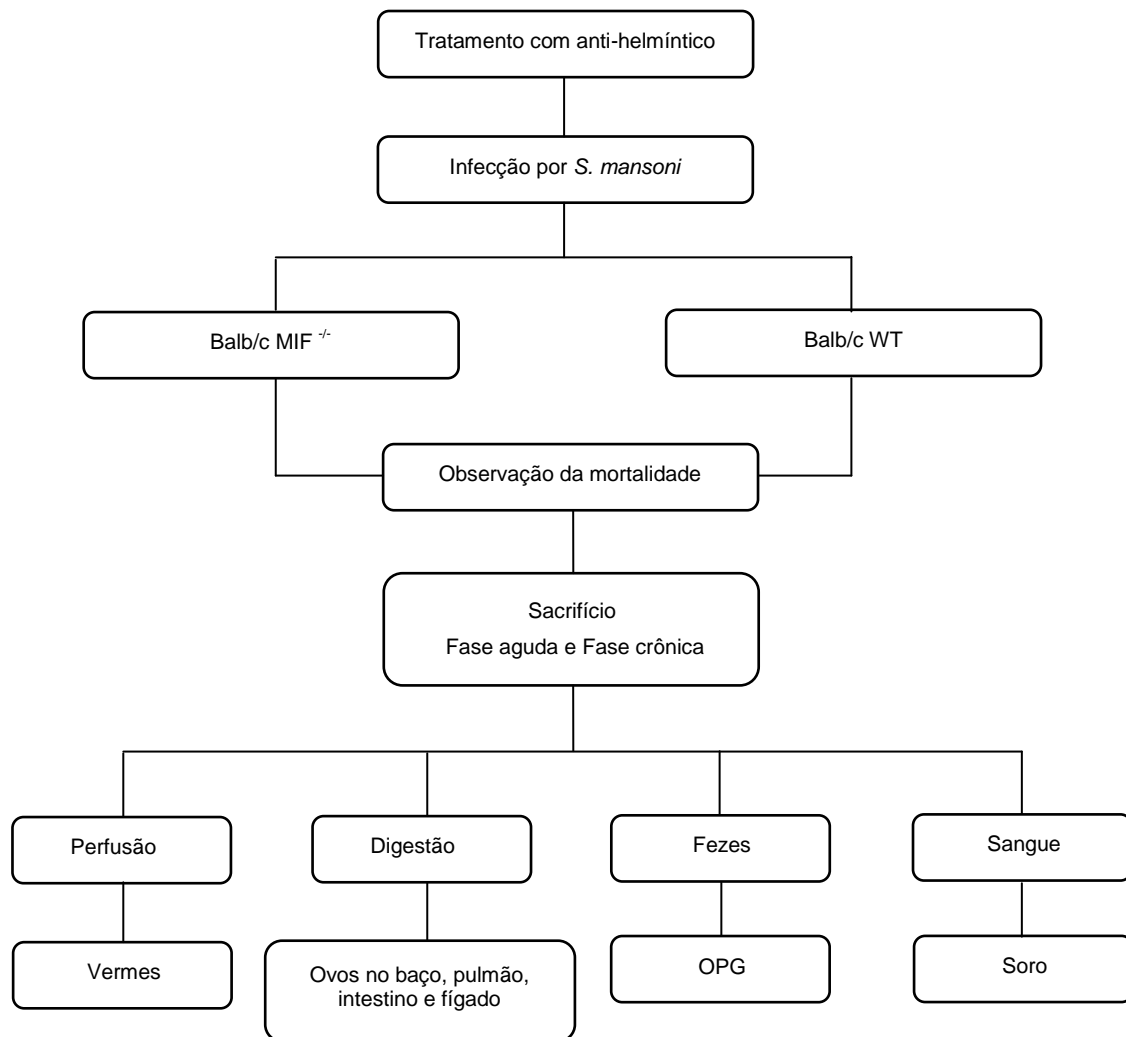 Tratamento com anti-helmíntico
Infecção por S. mansoni
Balb/c MIF -/-
Balb/c WT
Observação da mortalidade
Sacrifício
Fase aguda e Fase crônica
Perfusão
Digestão
Fezes
Sangue
Vermes
Ovos no baço, pulmão,
intestino e fígado
OPG
Soro